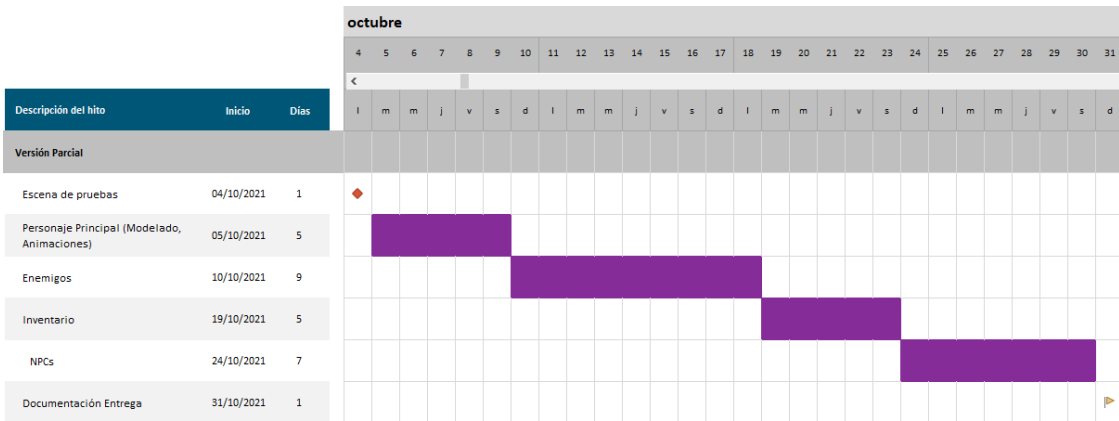 octubre
4 5 6 7 8 9 10 11 12 13 14 15 16 17 18 19 20 21 22 23 24 25 26 27 28 29 30 31
Descripción del hito Inicio Días l m m j v s d l m m j v s d l m m j v s d l m m j v s d
Versión Parcial
Escena de pruebas 04/10/2021 1
Personaje Principal (Modelado,
Animaciones) 05/10/2021 5
Enemigos 10/10/2021 9
Inventario 19/10/2021 5
NPCs 24/10/2021 7
Documentación Entrega 31/10/2021 1